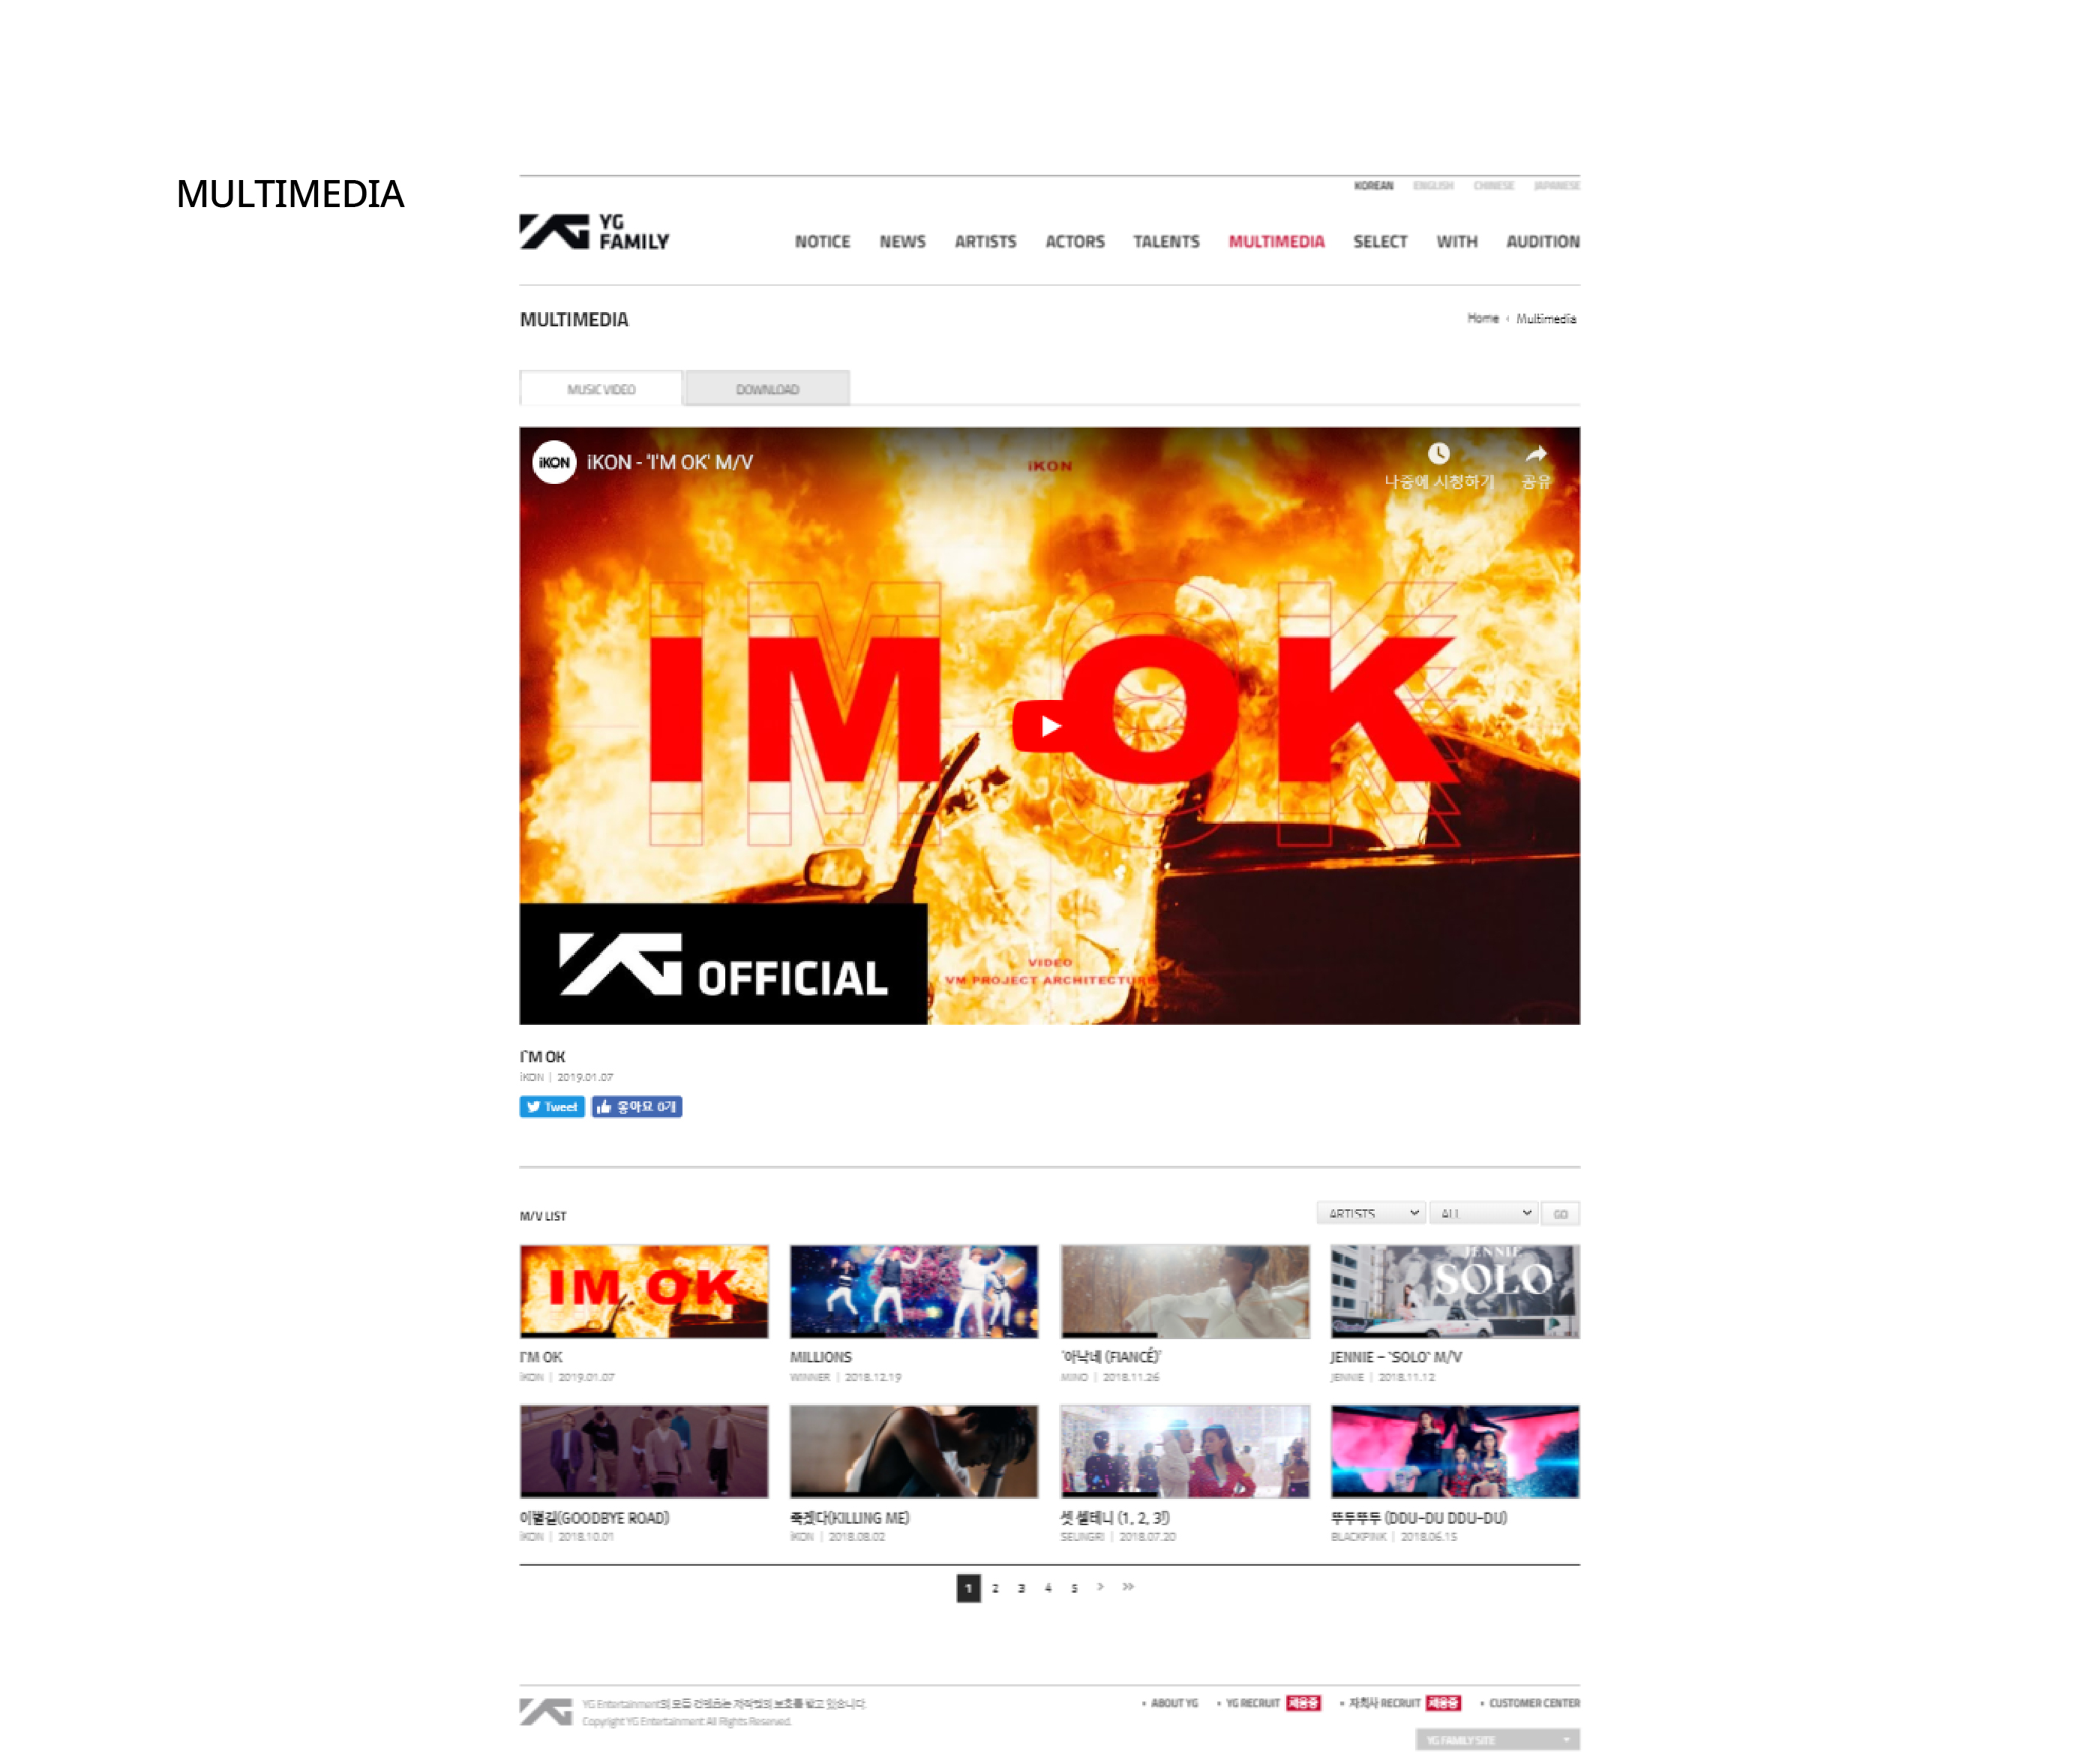 MULTIMEDIA
KOREAN ENGLISH CHINESE JAPANESE
YG
FAMILY
NOTICE NEWS ARTISTS ACTORS TALENTS MULTIMEDIA SELECT WITH AUDITION
MULTIMEDIA
Home ‹ Multimedia
MUSIC VIDEO DOWNLOAD
iKON iKON - 'I'M OK' M/V
iKON
나중에 시청하기 공유
IM OK
YG OFFICIAL
VIDEO
VM PROJECT ARCHITECTURE
I`M OK
iKON | 2019.01.07
Tweet 좋아요 0개
M/V LIST
ARTISTS ALL GO
IM OK
JENNIE
SOLO
I`M OK MILLIONS '아낙네 (FIANCÉ)' JENNIE – `SOLO` M/V
iKON | 2019.01.07 WINNER | 2018.12.19 MINO | 2018.11.26 JENNIE | 2018.11.12
이별길(GOODBYE ROAD) 죽겠다(KILLING ME) 셋 셀테니 (1, 2, 3!) 뚜두뚜두 (DDU-DU DDU-DU)
iKON | 2018.10.01 iKON | 2018.08.02 SEUNGRI | 2018.07.20 BLACKPINK | 2018.06.15
1 2 3 4 5 > »
YG Entertainment의 모든 컨텐츠는 저작법의 보호를 받고 있습니다.
Copyright YG Entertainment All Rights Reserved.
ABOUT YG YG RECRUIT 채용중 자회사 RECRUIT 채용중 CUSTOMER CENTER
YG FAMILY SITE